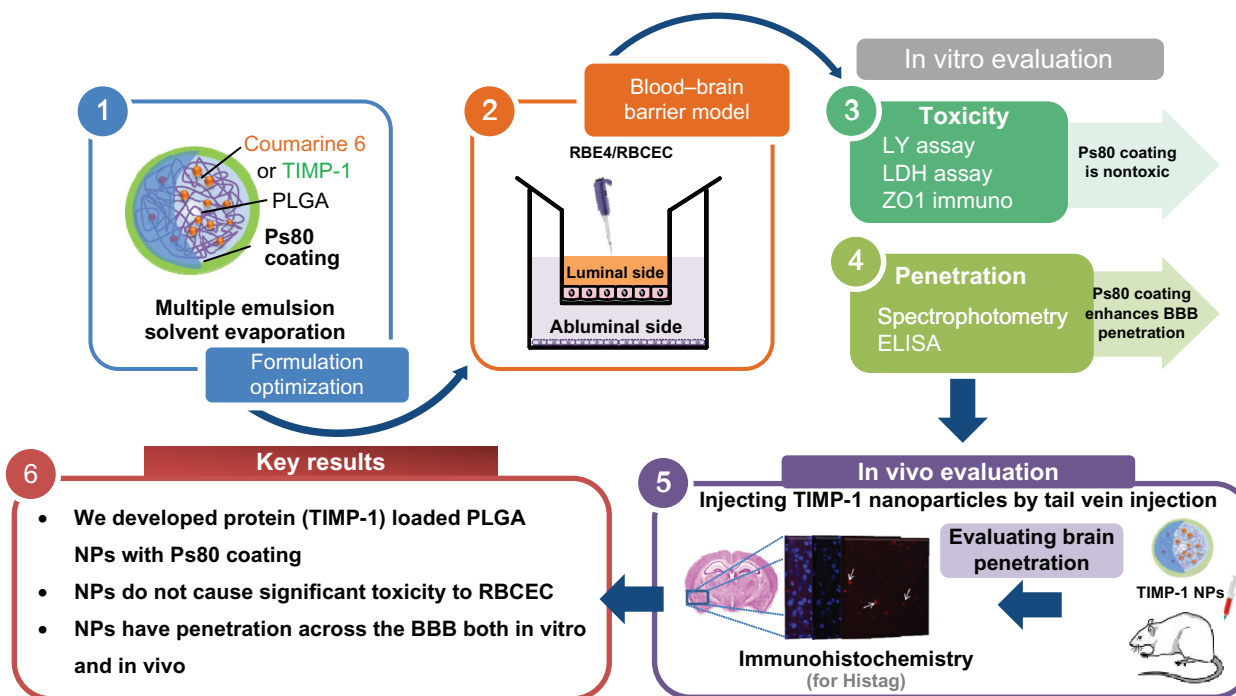 1
Coumarine 6
or TIMP-1
PLGA
Ps80
coating
Multiple emulsion
solvent evaporation
Formulation
optimization
2
Blood–brain
barrier model
RBE4/RBCEC
Luminal side
Abluminal side
In vitro evaluation
3
Toxicity
LY assay
LDH assay
ZO1 immuno
Ps80 coating
is nontoxic
4
Penetration
Spectrophotometry
ELISA
Ps80 coating
enhances BBB
penetration
5
In vivo evaluation
Injecting TIMP-1 nanoparticles by tail vein injection
Evaluating brain
penetration
TIMP-1 NPs
Immunohistochemistry
(for Histag)
6
Key results
• We developed protein (TIMP-1) loaded PLGA
NPs with Ps80 coating
• NPs do not cause significant toxicity to RBCEC
• NPs have penetration across the BBB both in vitro
and in vivo